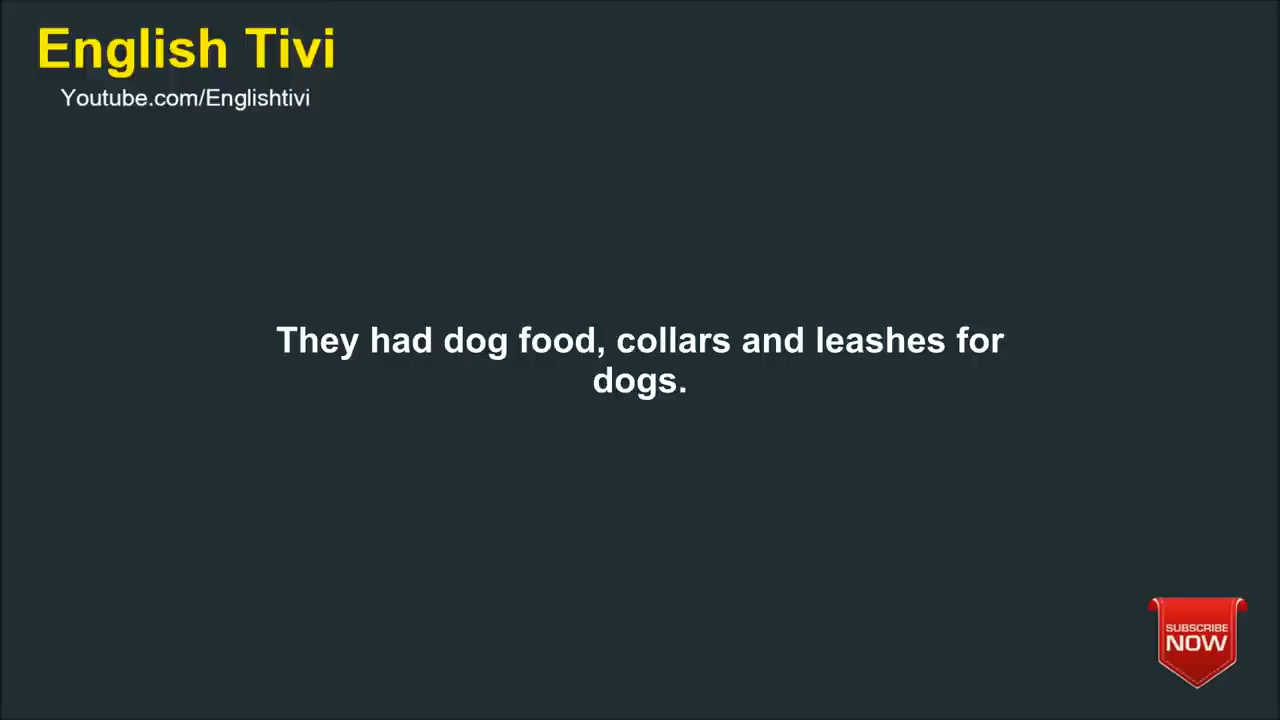 English Tivi
Youtube.com/Englishtivi
They had dog food, collars and leashes for
dogs.
SUBSCRIBE
NOW